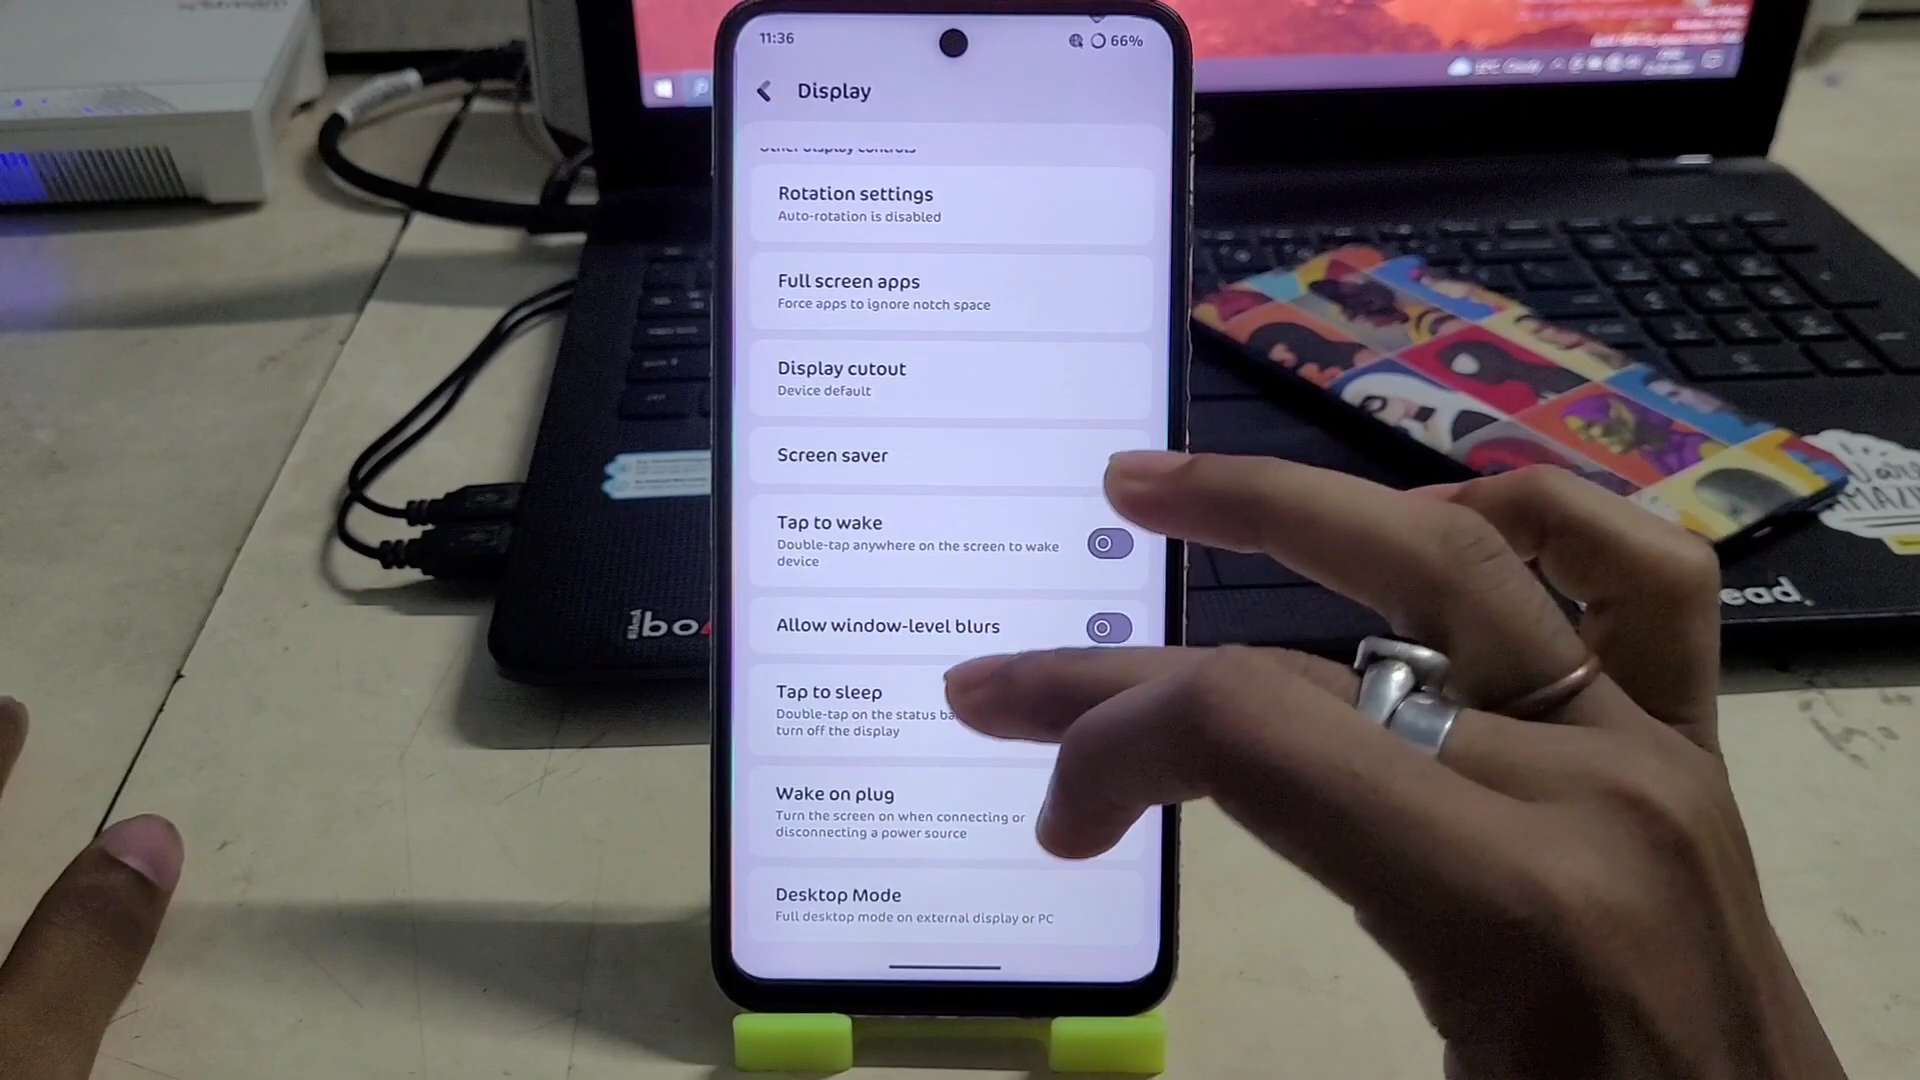 11:36
66%
Display
Other display controls
Rotation settings
Auto-rotation is disabled
Full screen apps
Force apps to ignore notch space
Display cutout
Device default
Screen saver
Tap to wake
Double-tap anywhere on the screen to wake
device
Allow window-level blurs
Tap to sleep
Double-tap on the status
turn off the display
Wake on plug
Turn the screen on when connecting or
disconnecting a power source
Desktop Mode
Full desktop mode on external display or PC